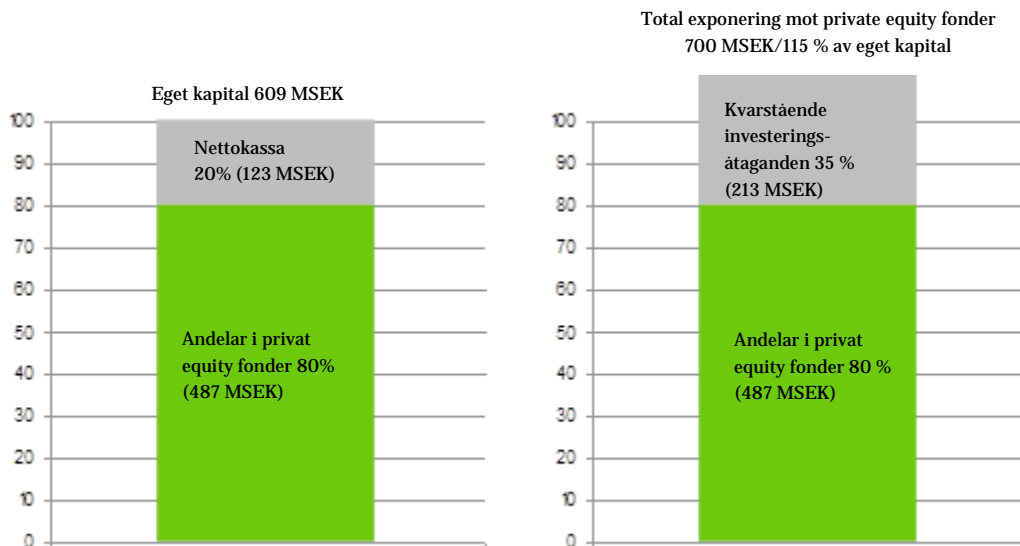 Total exponering mot private equity fonder
700 MSEK/115 % av eget kapital
Eget kapital 609 MSEK
100
90
80
70
60
50
40
30
20
10
0
Nettokassa
20% (123 MSEK)
Andelar i privat
equity fonder 80%
(487 MSEK)
100
90
80
70
60
50
40
30
20
10
0
Kvarstående
investerings-
åtaganden 35 %
(213 MSEK)
Andelar i privat
equity fonder 80 %
(487 MSEK)